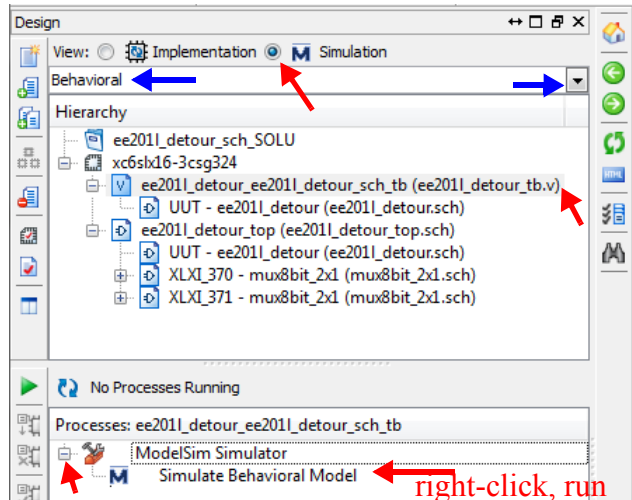 Design
View: Implementation M Simulation
Behavioral
Hierarchy
ee201l_detour_sch_SOLU
xc6slx16-3csg324
V ee201l_detour_ee201l_detour_sch_tb (ee201l_detour_tb.v)
UUT - ee201l_detour (ee201l_detour.sch)
ee201l_detour_top (ee201l_detour_top.sch)
UUT - ee201l_detour (ee201l_detour.sch)
XLXI_370 - mux8bit_2x1 (mux8bit_2x1.sch)
XLXI_371 - mux8bit_2x1 (mux8bit_2x1.sch)
HTML
No Processes Running
Processes: ee201l_detour_ee201l_detour_sch_tb
ModelSim Simulator
M Simulate Behavioral Model
right-click, run